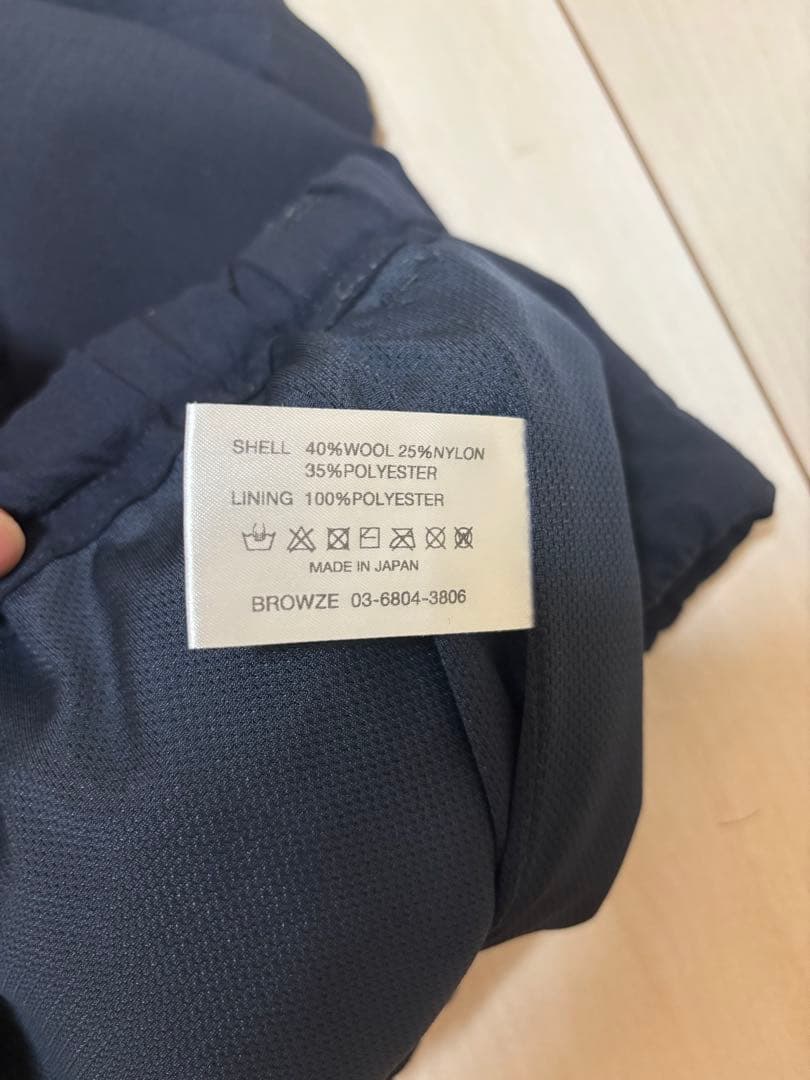 SHELL 40%WOOL 25%NYLON
35%POLYESTER
LINING 100%POLYESTER
MADE IN JAPAN
BROWZE 03-6804-3806